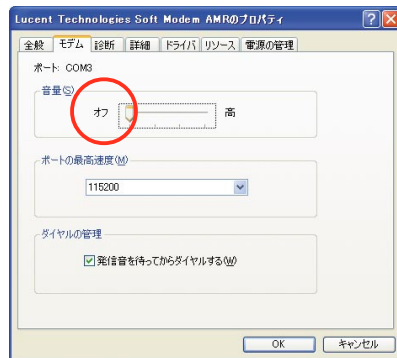 Lucent Technologies Soft Modem AMRのプロパティ
全般 モデム 診断 詳細 ドライバ リソース 電源の管理
ポート: COM3
音量(S)
オフ 高
ポートの最高速度(M)
115200
ダイヤルの管理
発信音を待ってからダイヤルする(W)
OK キャンセル